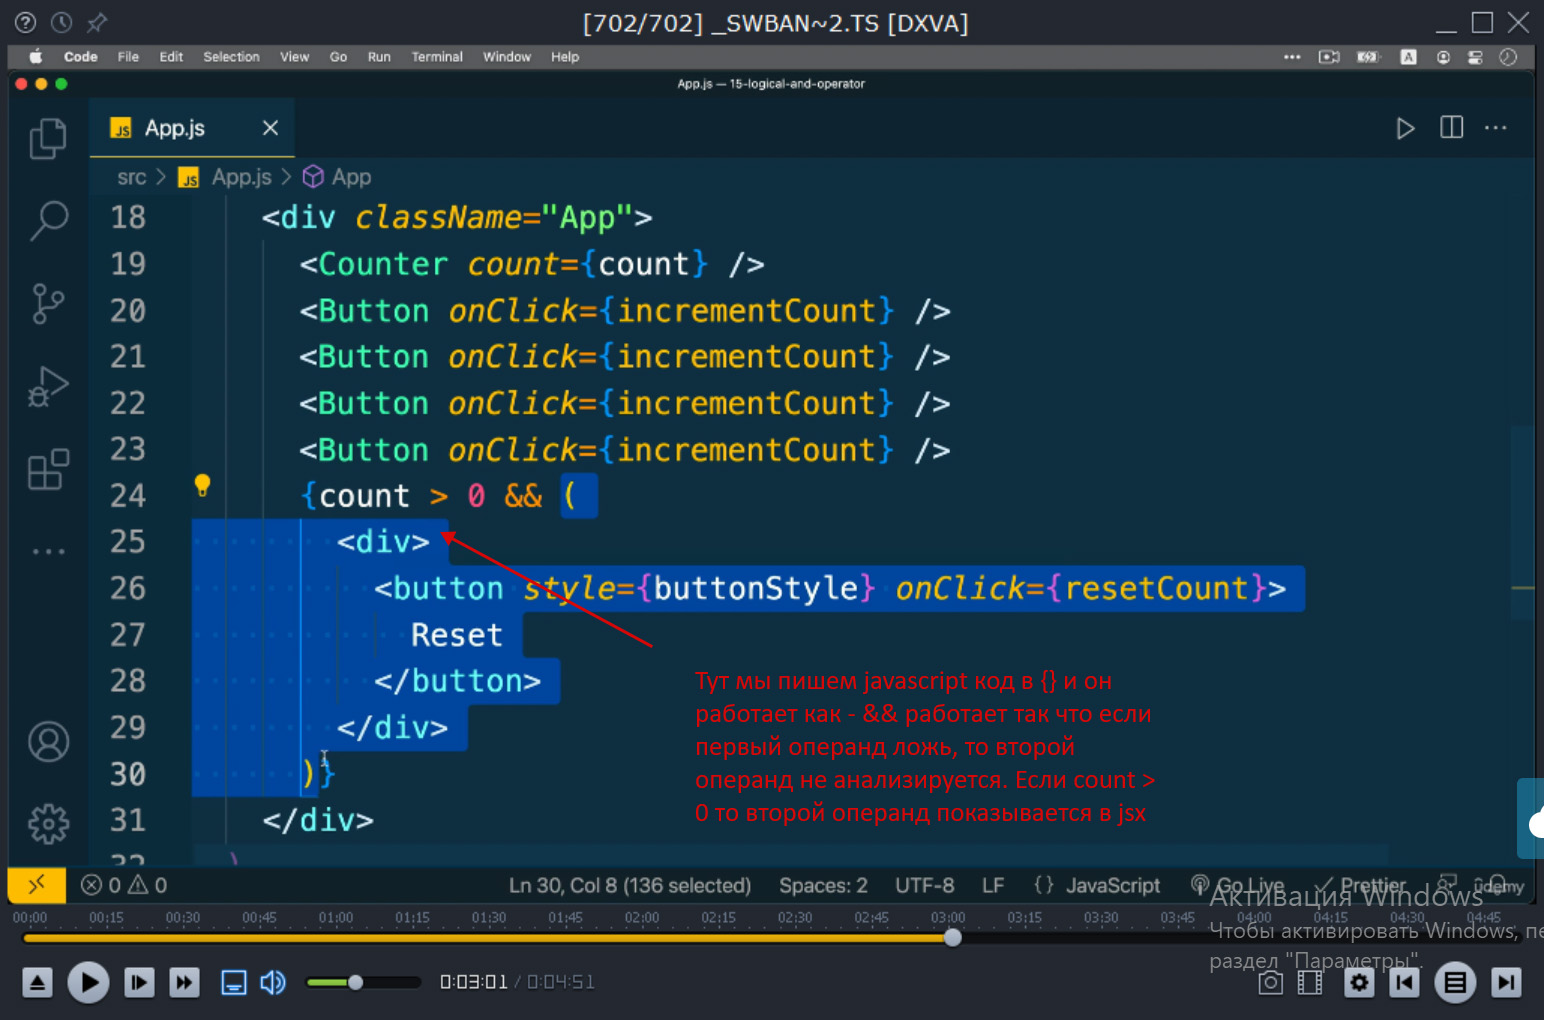 [702/702] _SWBAN~2.TS [DXVA]
Code File Edit Selection View Go Run Terminal Window Help
A
App.js — 15-logical-and-operator
JS App.js
src > JS App.js > App
18 <div className="App">
19 <Counter count={count} />
20 <Button onClick={incrementCount} />
21 <Button onClick={incrementCount} />
22 <Button onClick={incrementCount} />
23 <Button onClick={incrementCount} />
24 {count > 0 && (
25 <div>
26 <button style={buttonStyle} onClick={resetCount}>
27 Reset
28 </button>
29 </div>
30 )}
31 </div>
32 )
Тут мы пишем javascript код в {} и он
работает как - && работает так что если
первый операнд ложь, то второй
операнд не анализируется. Если count >
0 то второй операнд показывается в jsx
0 0 Ln 30, Col 8 (136 selected) Spaces: 2 UTF-8 LF {} JavaScript Go Live Prettier
ûdemy
Активация Windows
Чтобы активировать Windows, пе
раздел "Параметры".
00:00 00:15 00:30 00:45 01:00 01:15 01:30 01:45 02:00 02:15 02:30 02:45 03:00 03:15 03:30 03:45 04:00 04:15 04:30 04:45
0:03:01 / 0:04:51